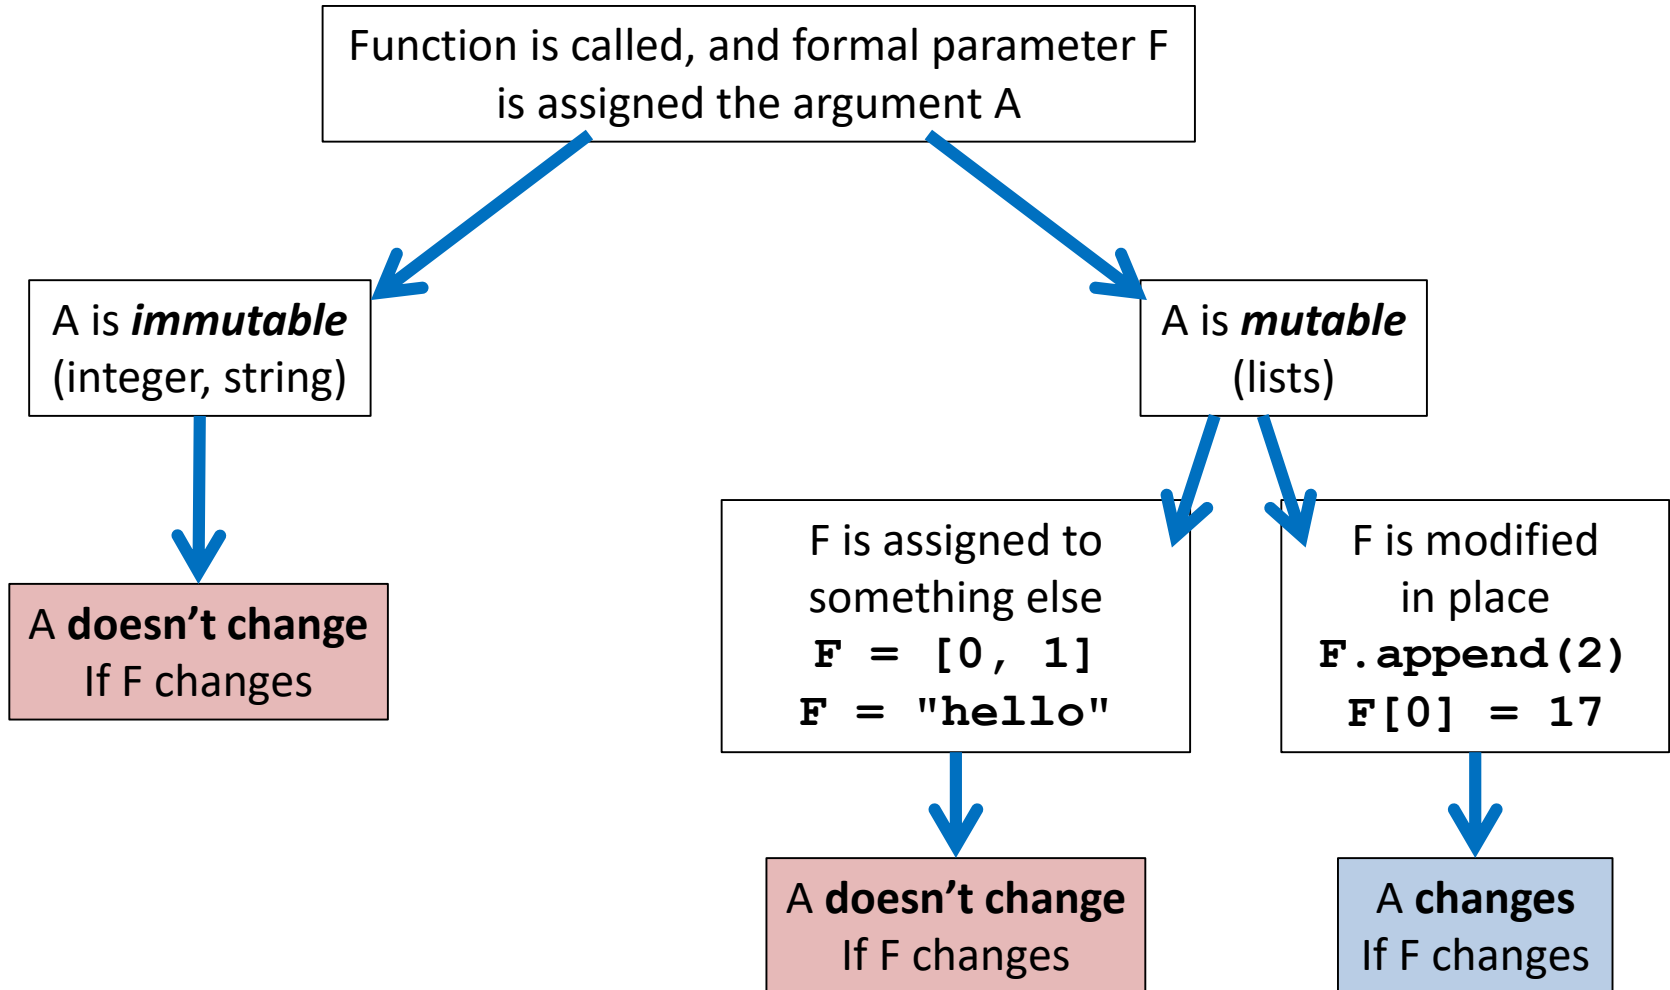 Function is called, and formal parameter F
is assigned the argument A
A is immutable
(integer, string)
A is mutable
(lists)
A doesn’t change
If F changes
F is assigned to
something else
F = [0, 1]
F = "hello"
F is modified
in place
F.append(2)
F[0] = 17
A doesn’t change
If F changes
A changes
If F changes